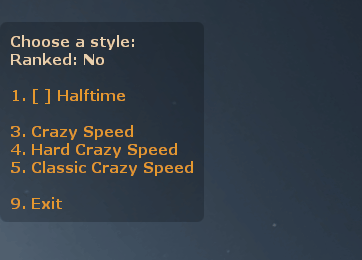 Choose a style:
Ranked: No
1. [ ] Halftime
3. Crazy Speed
4. Hard Crazy Speed
5. Classic Crazy Speed
9. Exit